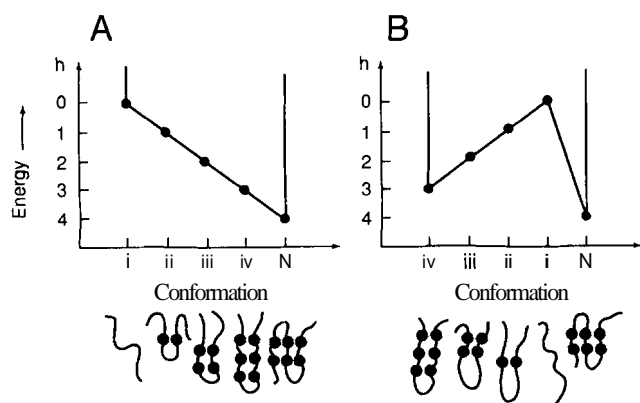 A
h
0
1
2
3
4
Energy
i ii iii iv N
Conformation
B
h
0
1
2
3
4
iv iii ii i N
Conformation